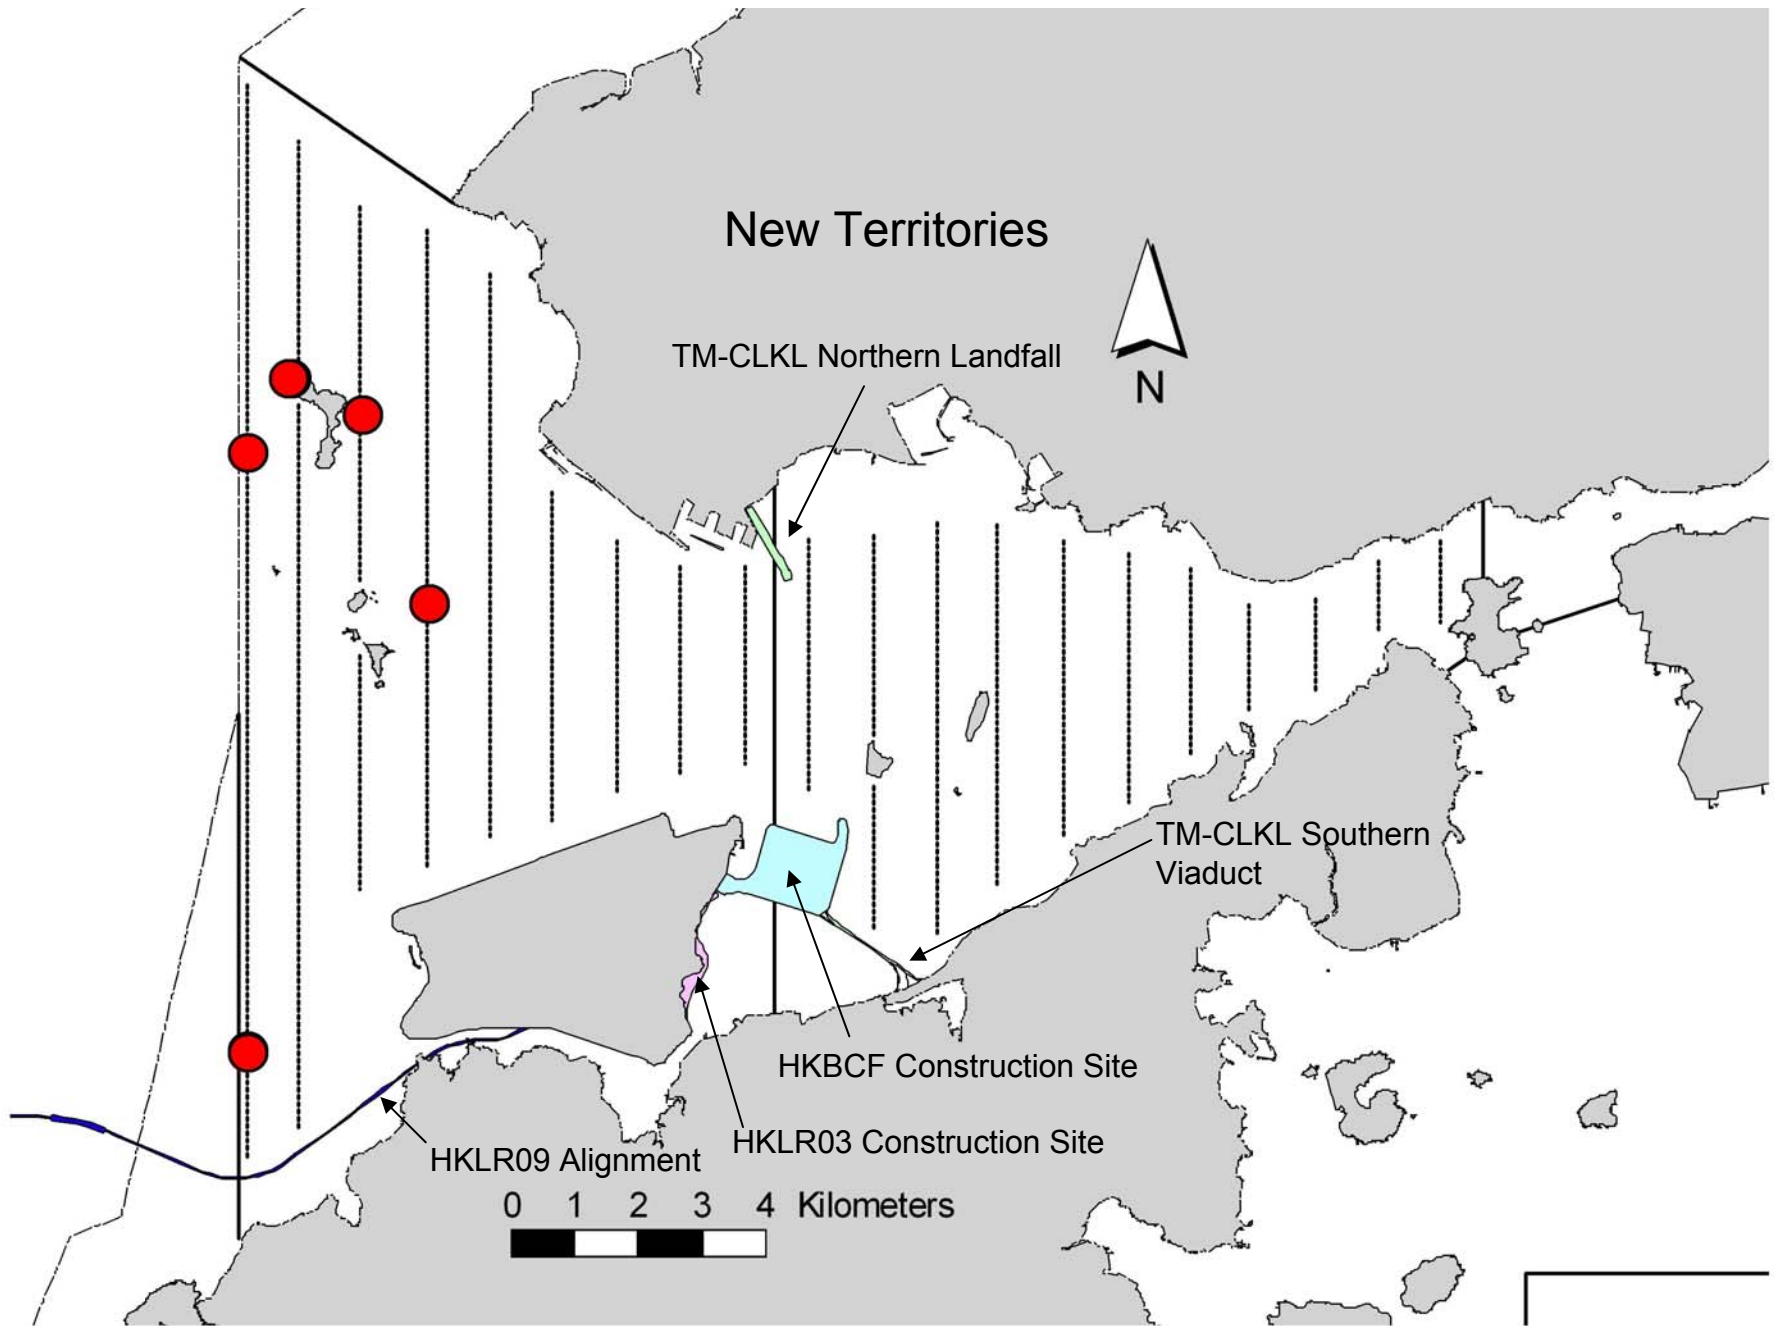 New Territories
TM-CLKL Northern Landfall
N
TM-CLKL Southern
Viaduct
HKBCF Construction Site
HKLR03 Construction Site
HKLR09 Alignment
0 1 2 3 4 Kilometers